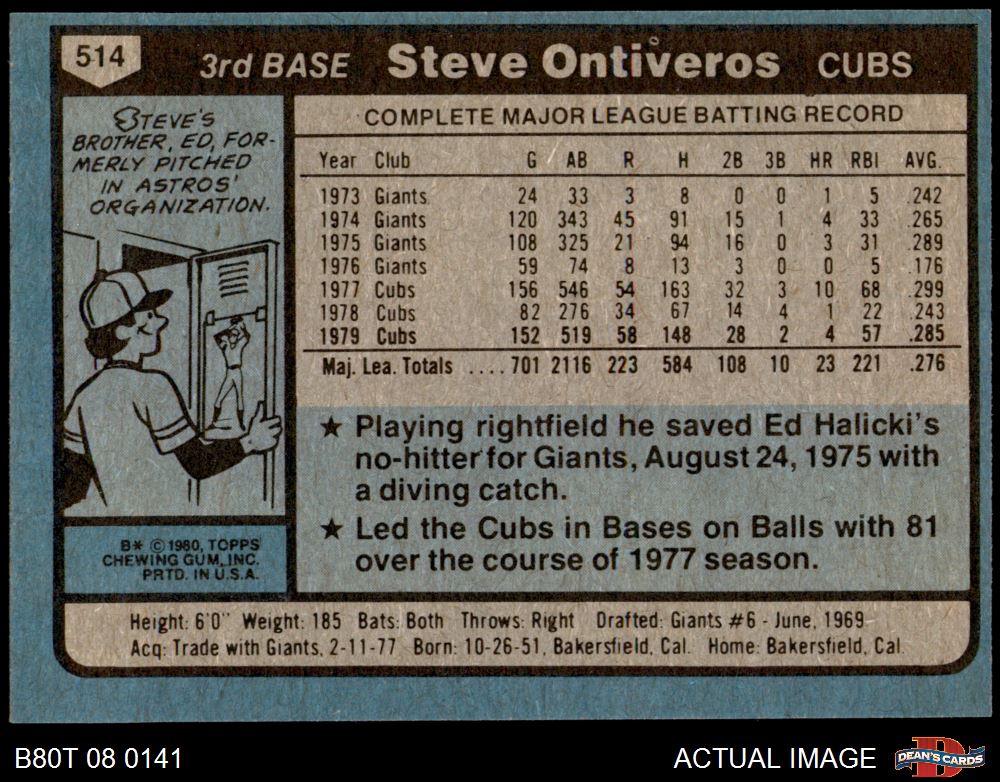 514
3rd BASE Steve Ontiveros CUBS
STEVE'S
BROTHER, ED, FOR-
MERLY PITCHED
IN ASTROS'
ORGANIZATION.
COMPLETE MAJOR LEAGUE BATTING RECORD
Year Club G AB R H 2B 3B HR RBI AVG.
1973 Giants 24 33 3 8 0 0 1 5 .242
1974 Giants 120 343 45 91 15 1 4 33 .265
1975 Giants 108 325 21 94 16 0 3 31 .289
1976 Giants 59 74 8 13 3 0 0 5 .176
1977 Cubs 156 546 54 163 32 3 10 68 .299
1978 Cubs 82 276 34 67 14 4 1 22 .243
1979 Cubs 152 519 58 148 28 2 4 57 .285
Maj. Lea. Totals .... 701 2116 223 584 108 10 23 221 .276
★ Playing rightfield he saved Ed Halicki's
no-hitter for Giants, August 24, 1975 with
a diving catch.
★ Led the Cubs in Bases on Balls with 81
over the course of 1977 season.
B* © 1980, TOPPS
CHEWING GUM, INC.
PRTD. IN U.S.A.
Height: 6'0" Weight: 185 Bats: Both Throws: Right Drafted: Giants #6 - June, 1969
Acq: Trade with Giants, 2-11-77 Born: 10-26-51, Bakersfield, Cal. Home: Bakersfield, Cal.
B80T 08 0141
ACTUAL IMAGE
DEAN'S CARDS